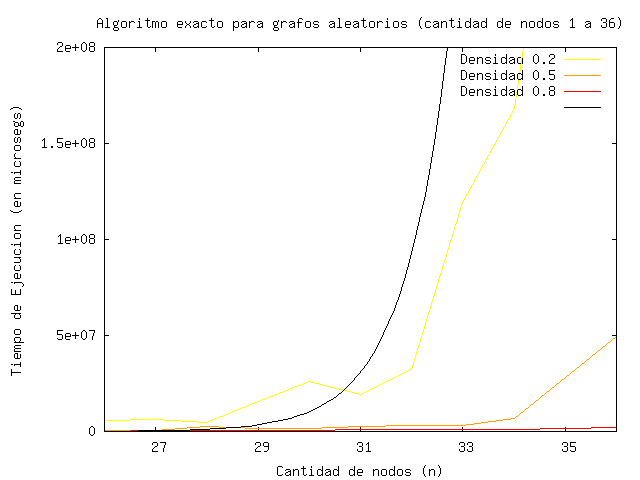 Algoritmo exacto para grafos aleatorios (cantidad de nodos 1 a 36)
2e+08
1.5e+08
1e+08
5e+07
0
Tiempo de Ejecucion (en microsegs)
Densidad 0.2
Densidad 0.5
Densidad 0.8
27
29
31
33
35
Cantidad de nodos (n)